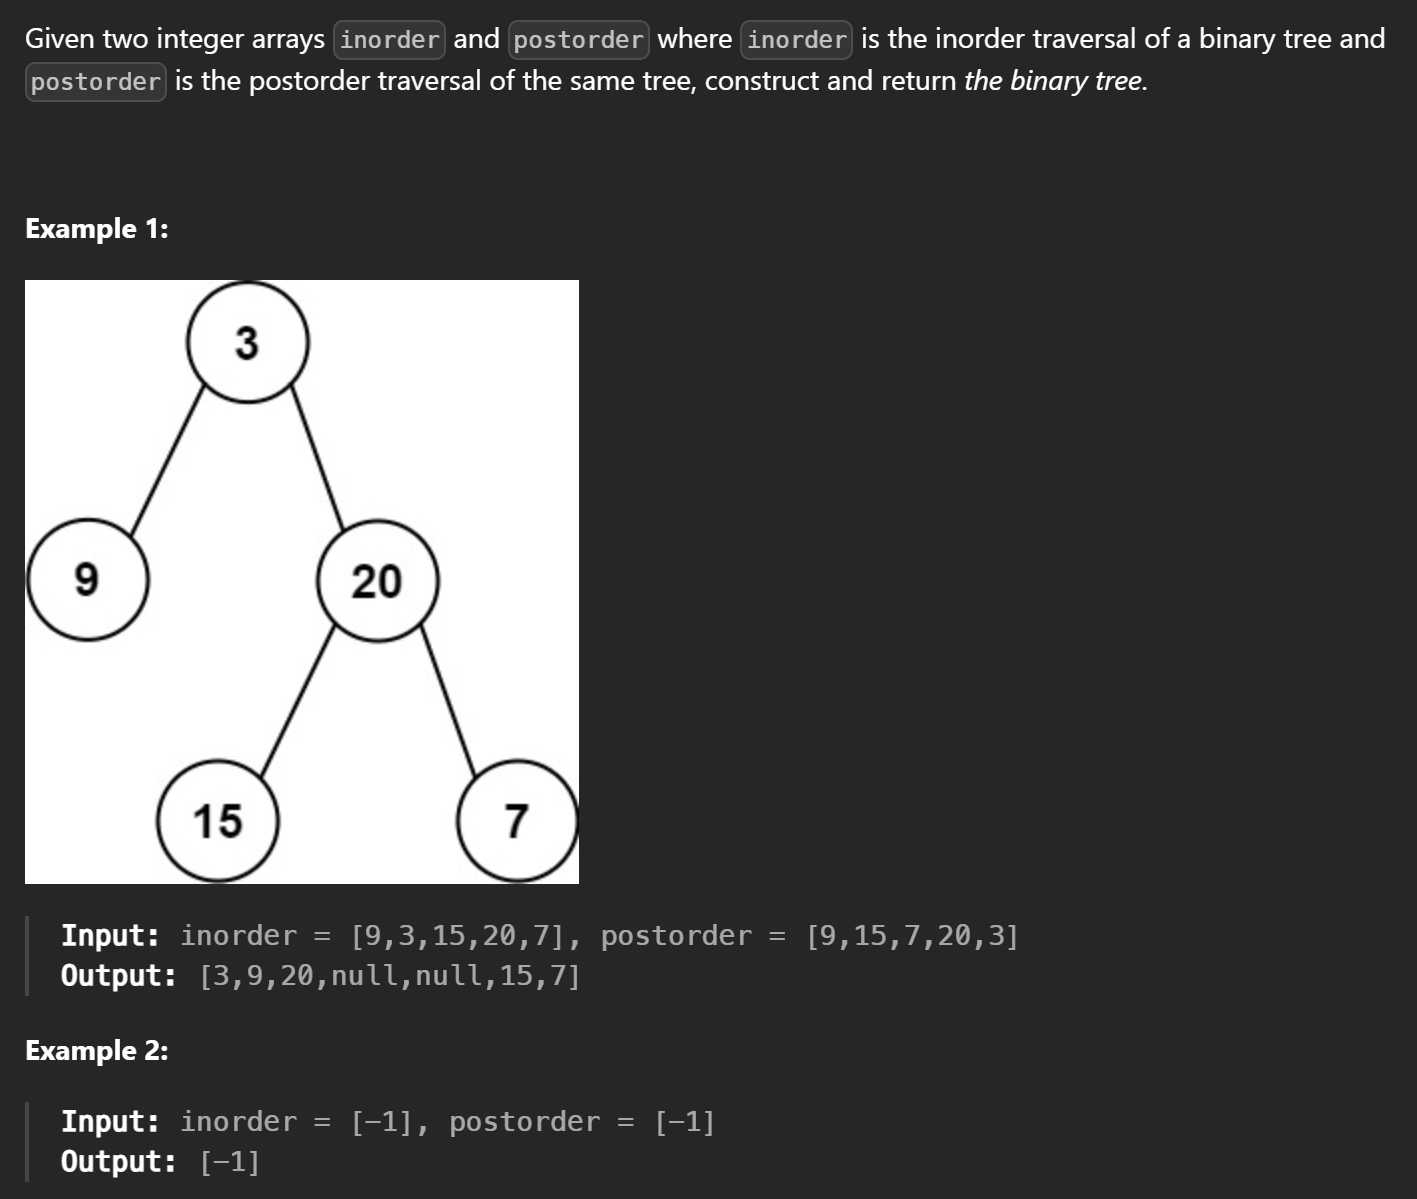 Given two integer arrays inorder and postorder where inorder is the inorder traversal of a binary tree and
postorder is the postorder traversal of the same tree, construct and return the binary tree.
Example 1:
3
9
20
15
7
Input: inorder = [9,3,15,20,7], postorder = [9,15,7,20,3]
Output: [3,9,20,null,null,15,7]
Example 2:
Input: inorder = [-1], postorder = [-1]
Output: [-1]